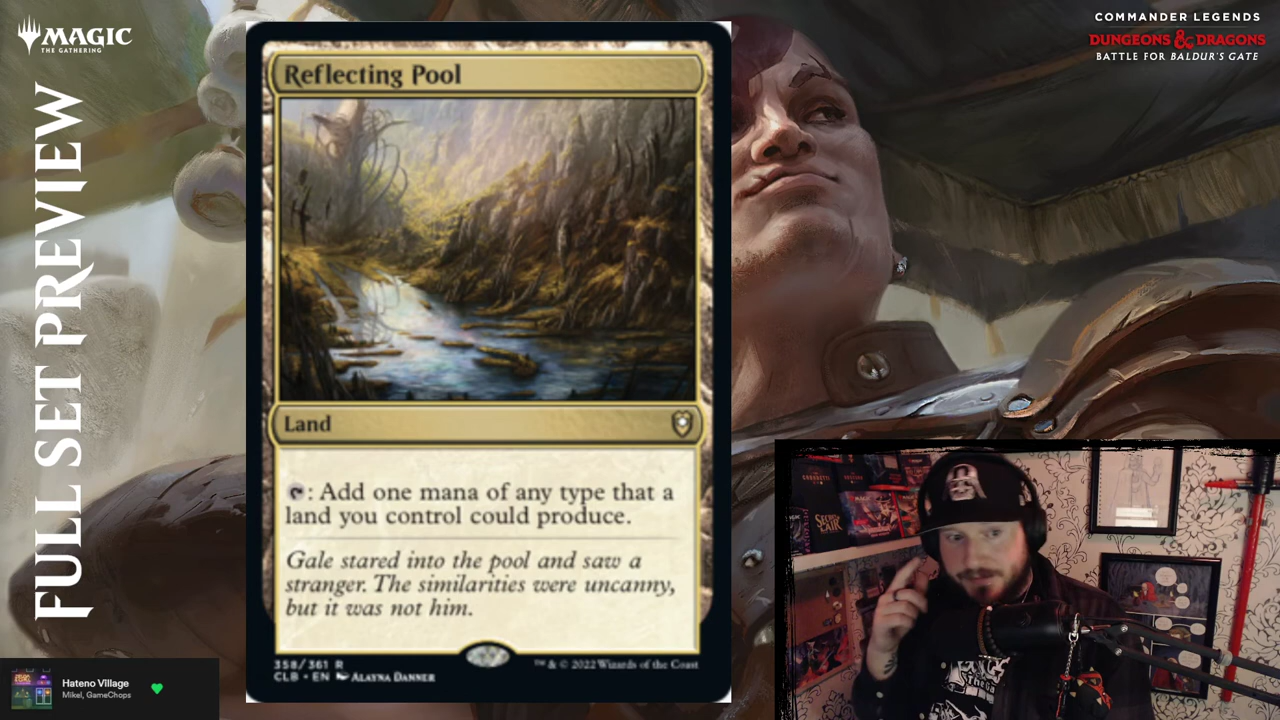 MAGIC
THE GATHERING
FULL SET PREVIEW
COMMANDER LEGENDS
DUNGEONS & DRAGONS
BATTLE FOR BALDUR'S GATE
Reflecting Pool
Land
: Add one mana of any type that a
land you control could produce.
Gale stared into the pool and saw a
stranger. The similarities were uncanny,
but it was not him.
358/361 R
CLB • EN ALAYNA DANNER
™ & © 2022 Wizards of the Coast
Hateno Village
Mikel, GameChops
SECRET
LAIR